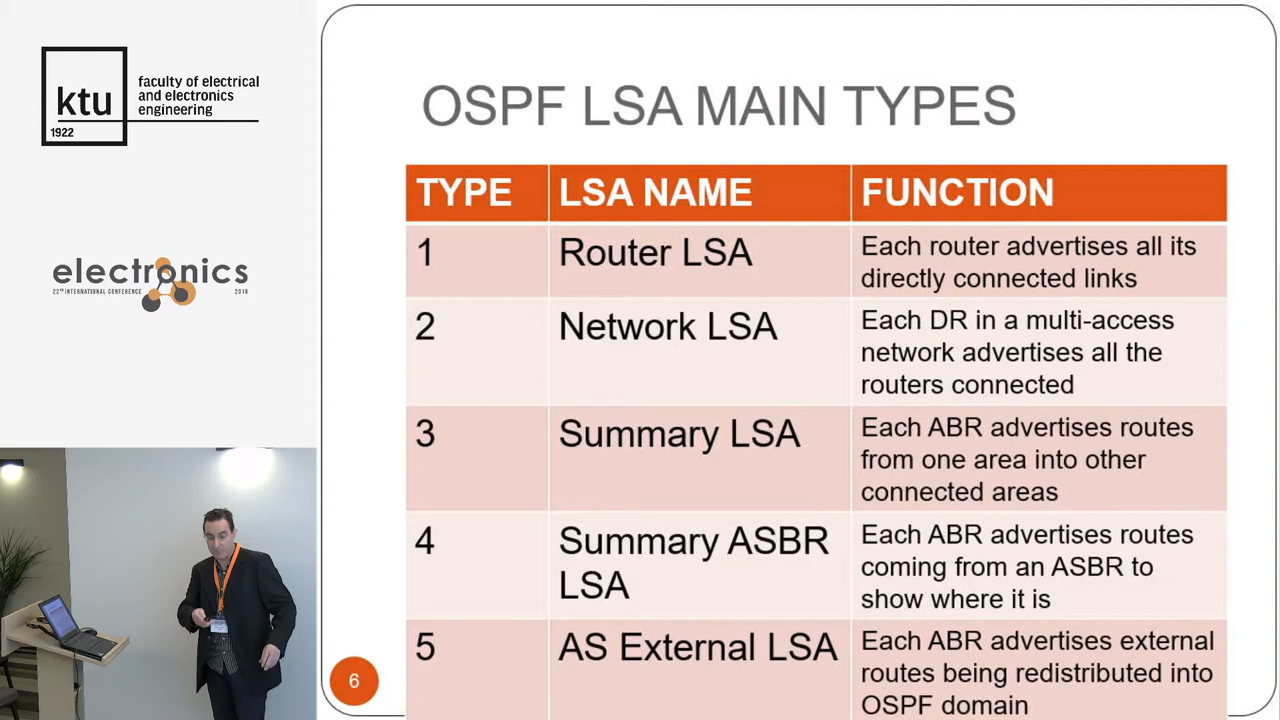 ktu
1922
faculty of electrical
and electronics
engineering
electronics
22ND INTERNATIONAL CONFERENCE 2018
OSPF LSA MAIN TYPES
TYPE LSA NAME FUNCTION
1 Router LSA Each router advertises all its
directly connected links
2 Network LSA Each DR in a multi-access
network advertises all the
routers connected
3 Summary LSA Each ABR advertises routes
from one area into other
connected areas
4 Summary ASBR
LSA
Each ABR advertises routes
coming from an ASBR to
show where it is
5 AS External LSA Each ABR advertises external
routes being redistributed into
OSPF domain
6